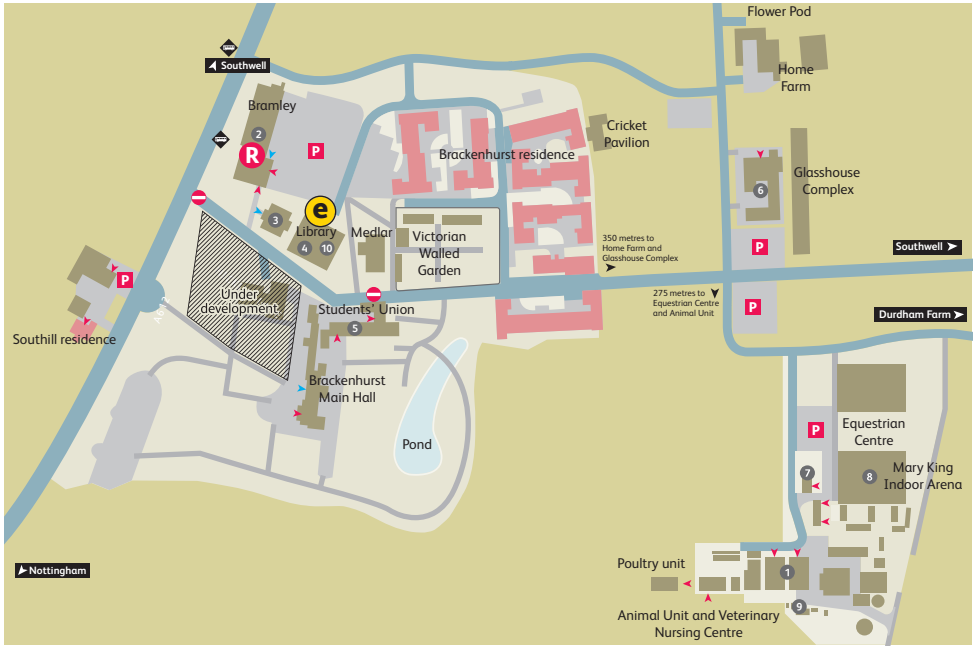 Flower Pod
Southwell
Home
Farm
Bramley
2
R
P
Cricket
Pavilion
Brackenhurst residence
Glasshouse
Complex
6
e
3
Library
4
10
Medlar
Victorian
Walled
Garden
350 metres to
Home Farm and
Glasshouse Complex
P
Southwell
P
Under
development
275 metres to
Equestrian Centre
and Animal Unit
P
Students' Union
5
Durdham Farm
A612
Southill residence
Brackenhurst
Main Hall
Pond
P
Equestrian
Centre
7
8
Mary King
Indoor Arena
Nottingham
Poultry unit
1
9
Animal Unit and Veterinary
Nursing Centre